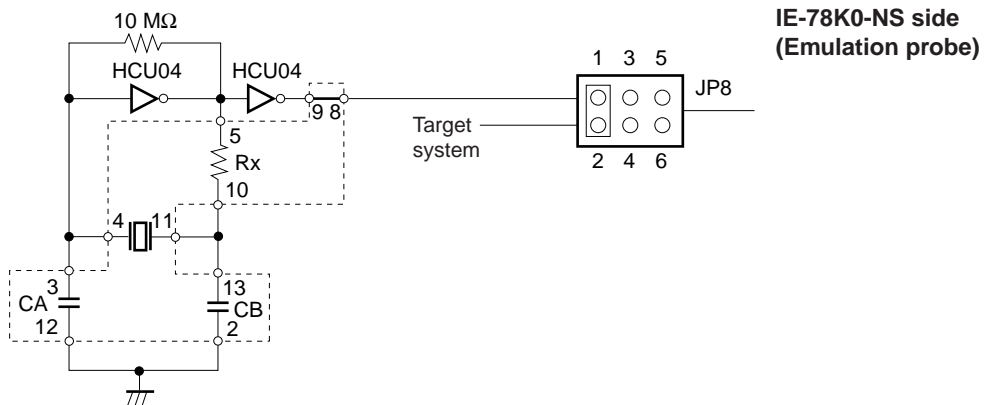 IE-78K0-NS side
(Emulation probe)
10 MΩ
HCU04 HCU04
1 3 5
JP8
9 8
Target
system
5
2 4 6
Rx
10
4 11
3
13
CA
CB
12
2